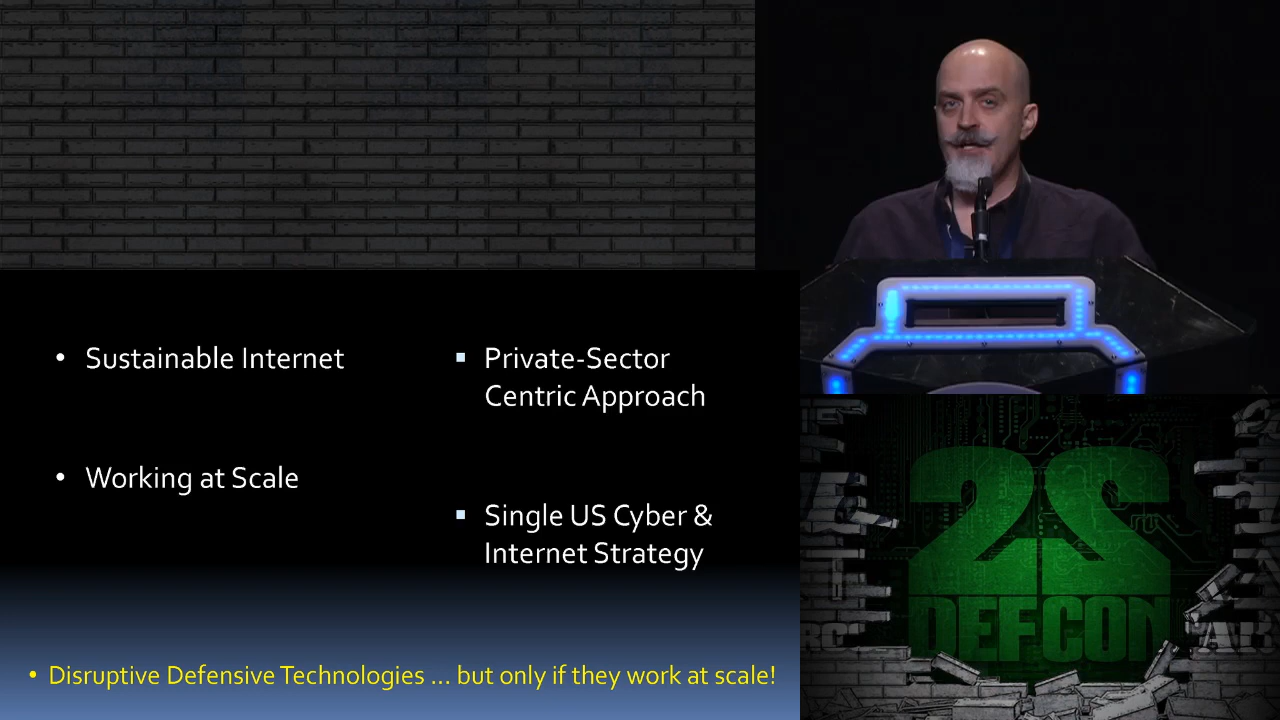 Sustainable Internet
Working at Scale
Private-Sector
Centric Approach
Single US Cyber &
Internet Strategy
Disruptive Defensive Technologies ... but only if they work at scale!
22
DEFCON